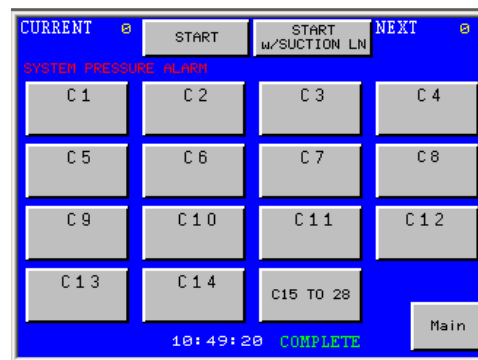 CURRENT 0 START START NEXT 0
w/SUCTION LN
SYSTEM PRESSURE ALARM
C1 C2 C3 C4
C5 C6 C7 C8
C9 C10 C11 C12
C13 C14 C15 TO 28
Main
10:49:20 COMPLETE